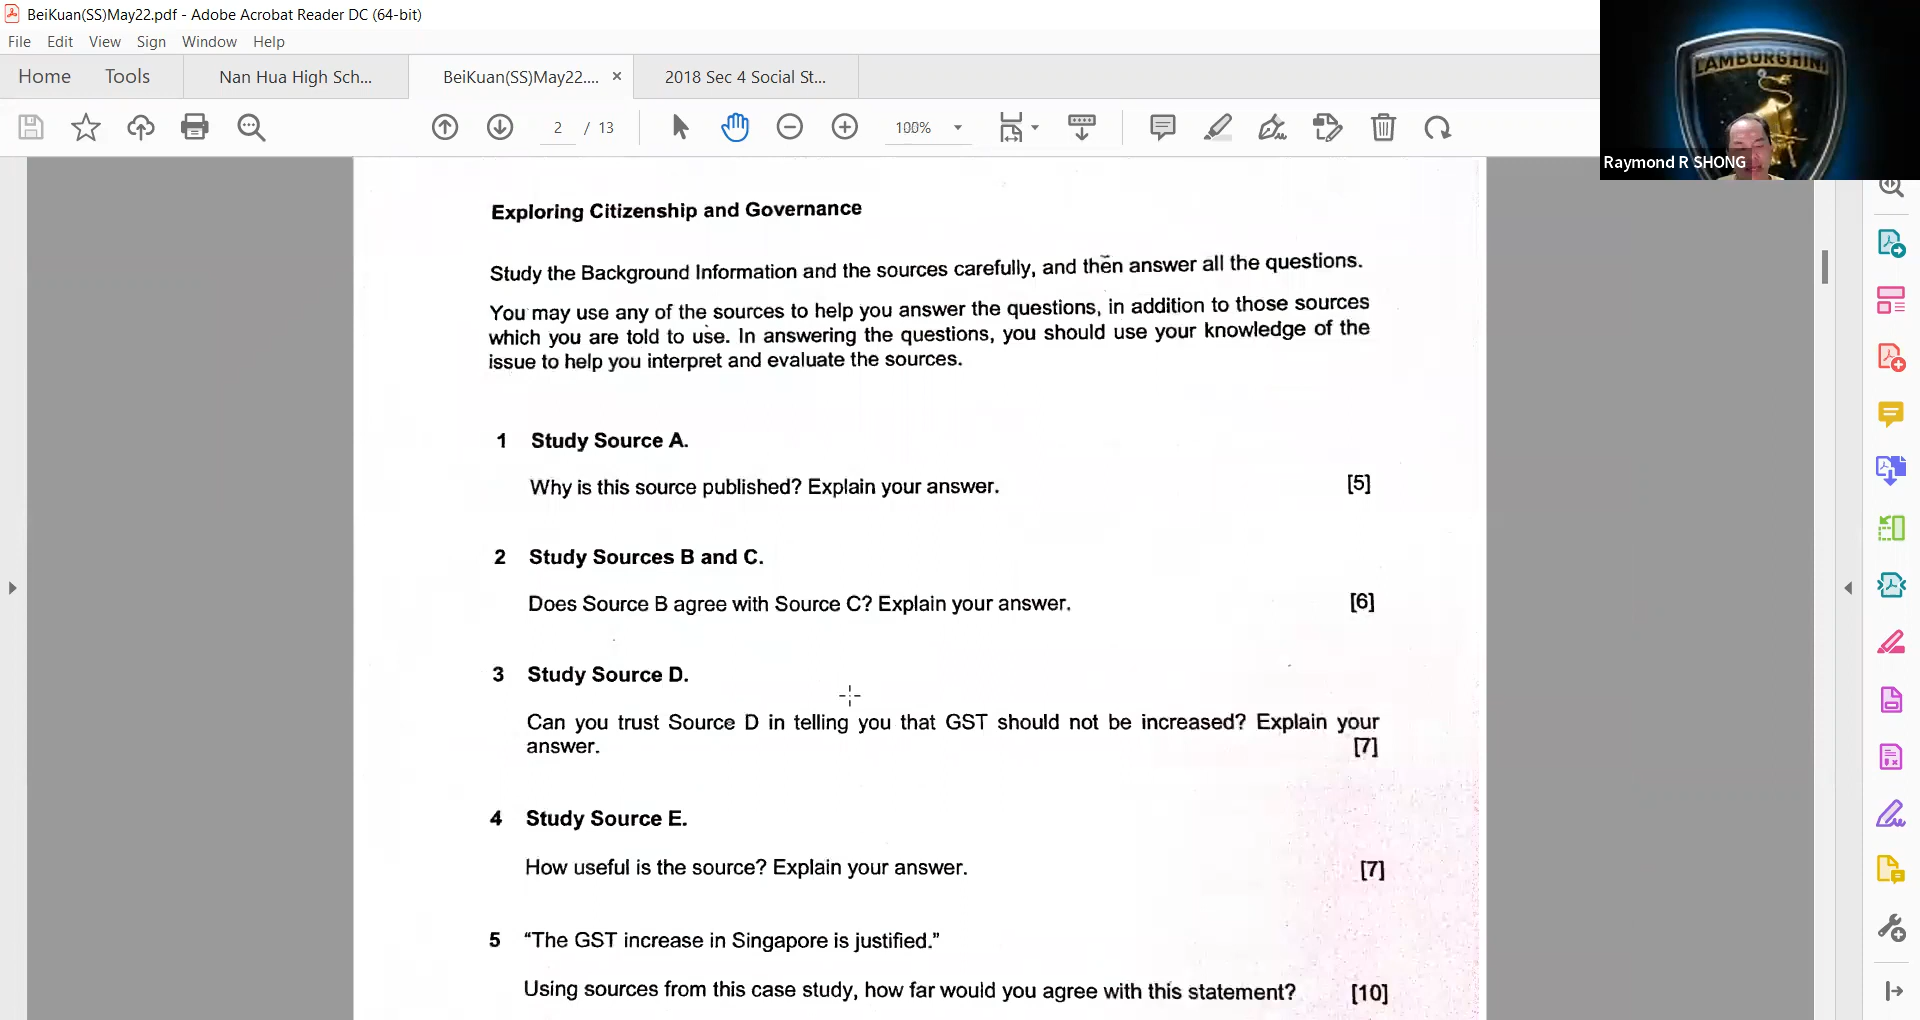 BeiKuan(SS)May22.pdf - Adobe Acrobat Reader DC (64-bit)
File Edit View Sign Window Help
Home Tools Nan Hua High Sch... BeiKuan(SS)May22.... × 2018 Sec 4 Social St...
2 / 13 100%
LAMBORGHINI
Raymond R SHONG
Exploring Citizenship and Governance
Study the Background Information and the sources carefully, and then answer all the questions.
You may use any of the sources to help you answer the questions, in addition to those sources
which you are told to use. In answering the questions, you should use your knowledge of the
issue to help you interpret and evaluate the sources.
1 Study Source A.
Why is this source published? Explain your answer. [5]
2 Study Sources B and C.
Does Source B agree with Source C? Explain your answer. [6]
3 Study Source D.
Can you trust Source D in telling you that GST should not be increased? Explain your
answer. [7]
4 Study Source E.
How useful is the source? Explain your answer. [7]
5 “The GST increase in Singapore is justified.”
Using sources from this case study, how far would you agree with this statement? [10]